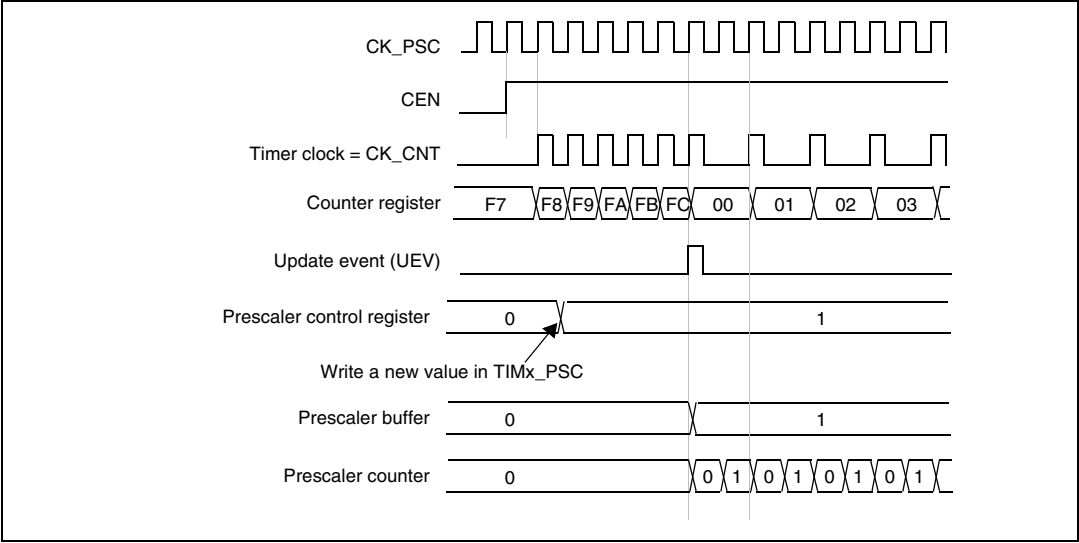 CK_PSC
CEN
Timer clock = CK_CNT
Counter register F7 F8 F9 FA FB FC 00 01 02 03
Update event (UEV)
Prescaler control register 0 1
Write a new value in TIMx_PSC
Prescaler buffer 0 1
Prescaler counter 0 0 1 0 1 0 1 0 1